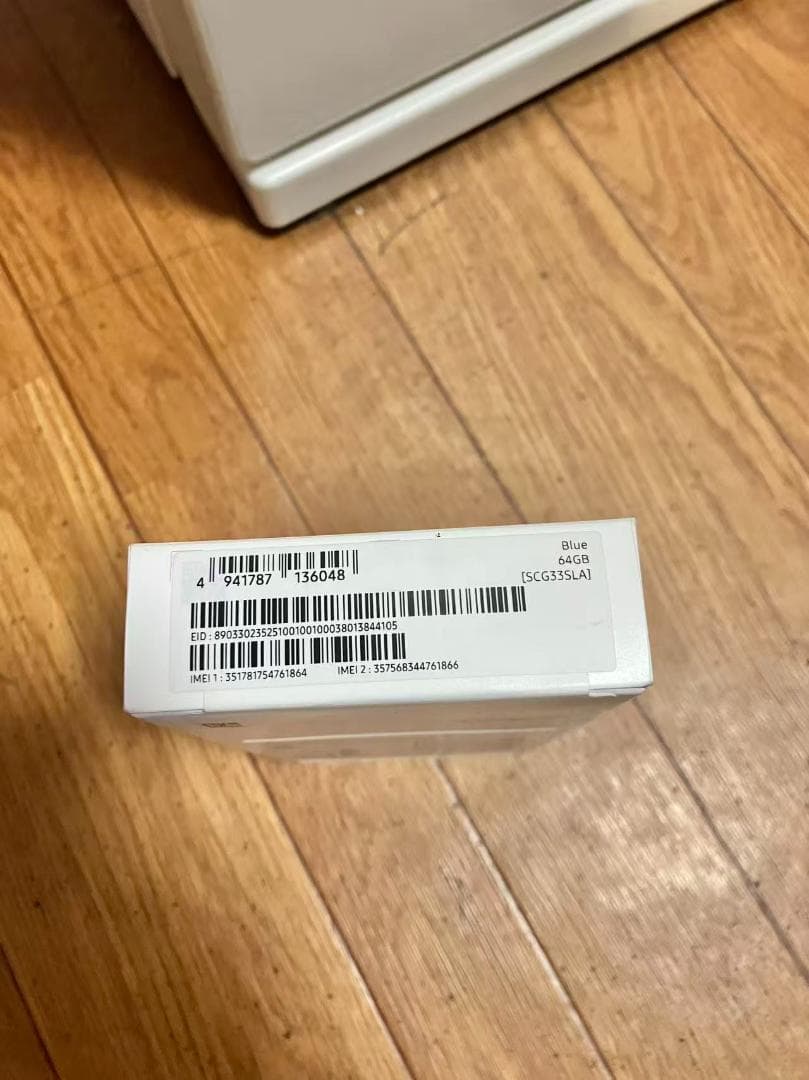 Blue
64GB
[SCG33SLA]
4 941787 136048
EID : 89033023525100100100038013844105
IMEI 1 : 351781754761864 IMEI 2 : 357568344761866